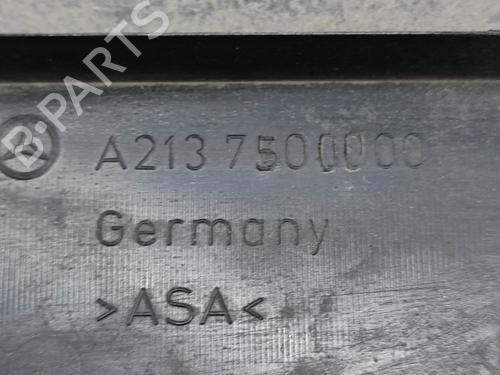 B-PARTS
A213 7500000
Germany
>ASA<